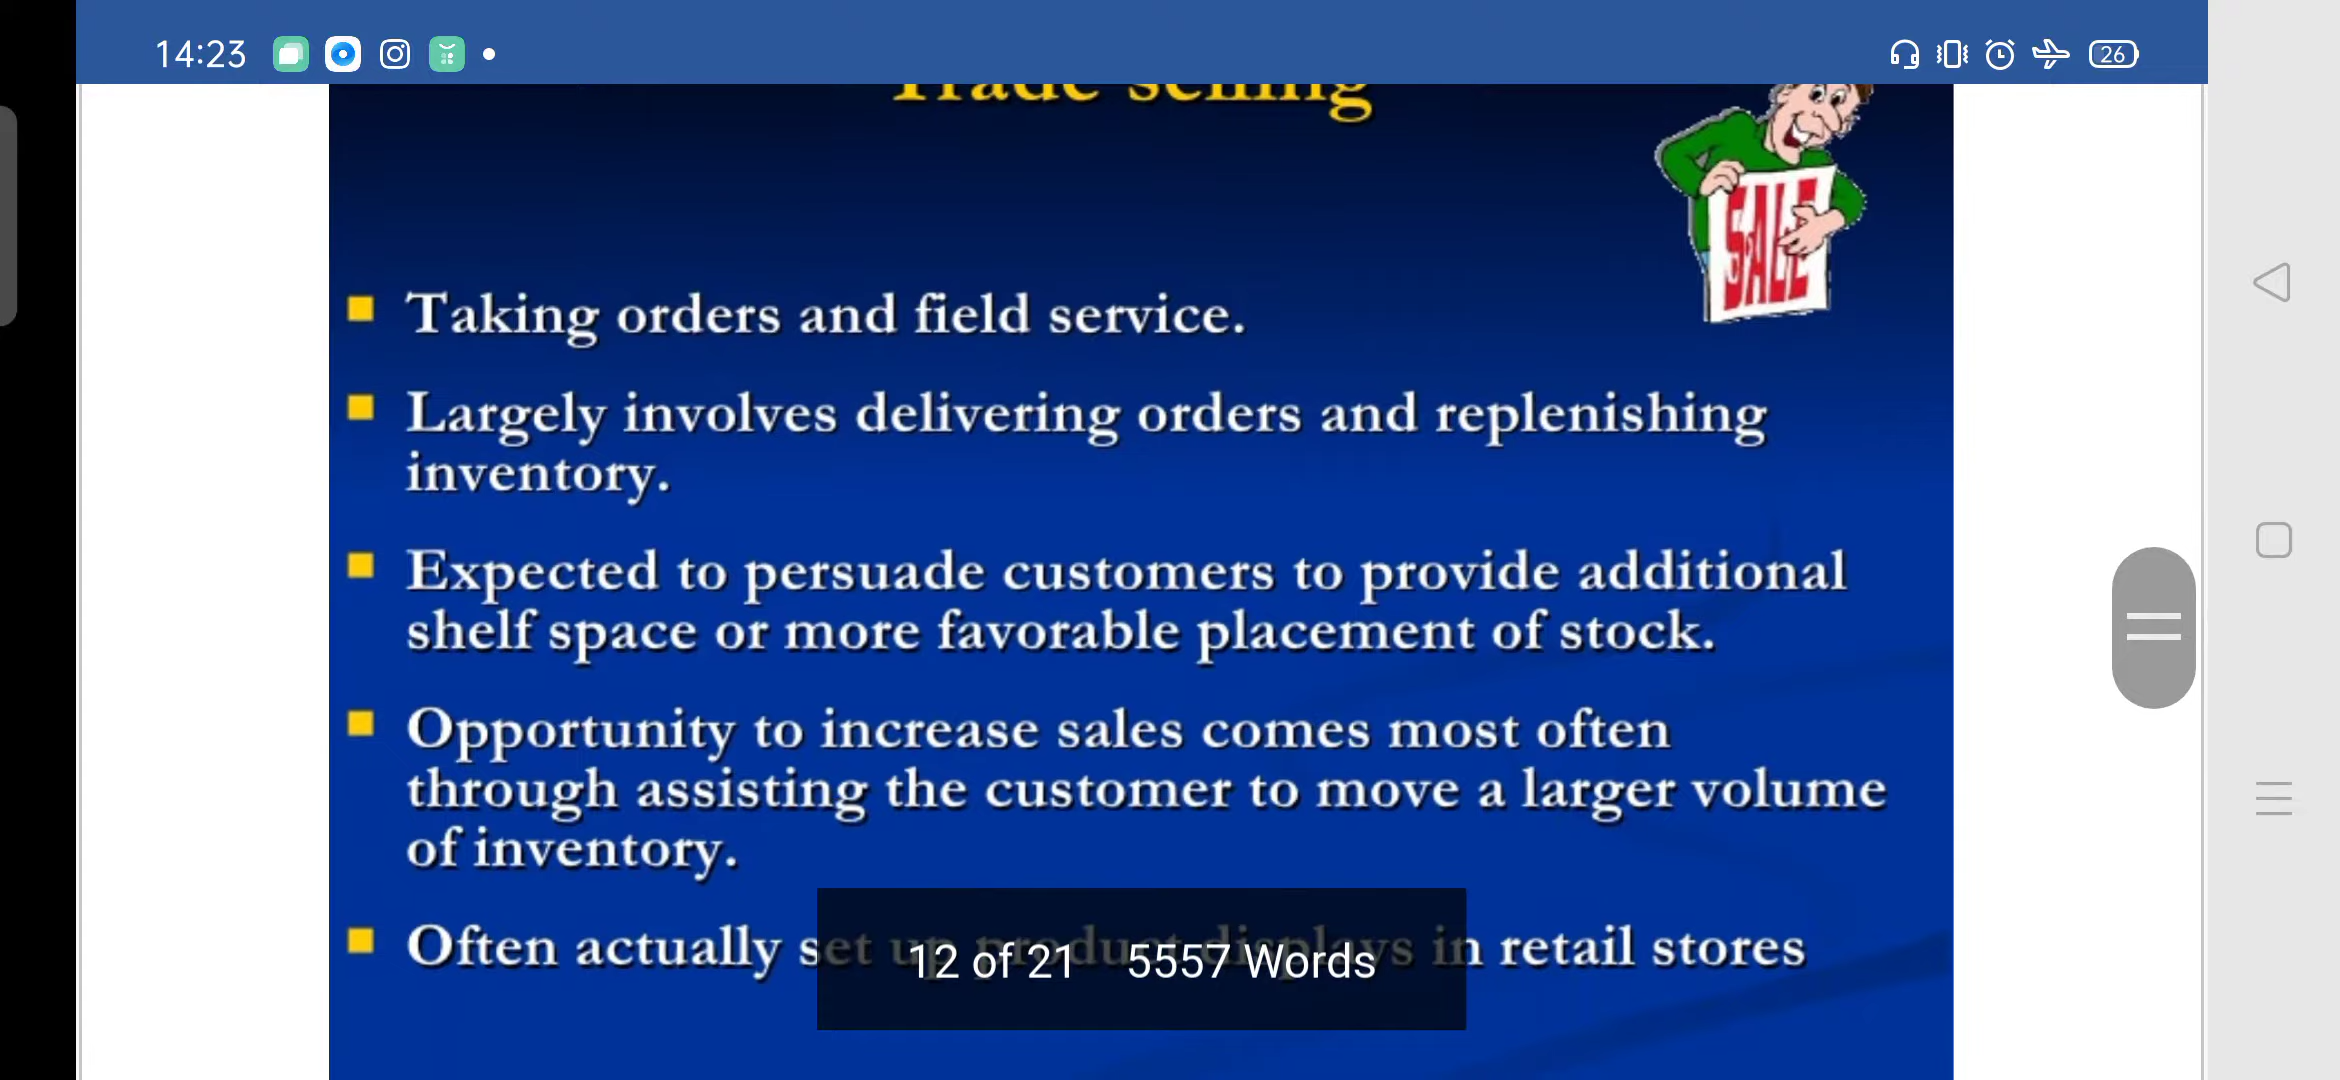 14:23
26
Trade selling
SALE
Taking orders and field service.
Largely involves delivering orders and replenishing
inventory.
Expected to persuade customers to provide additional
shelf space or more favorable placement of stock.
Opportunity to increase sales comes most often
through assisting the customer to move a larger volume
of inventory.
Often actually set up product displays in retail stores
12 of 21 5557 Words